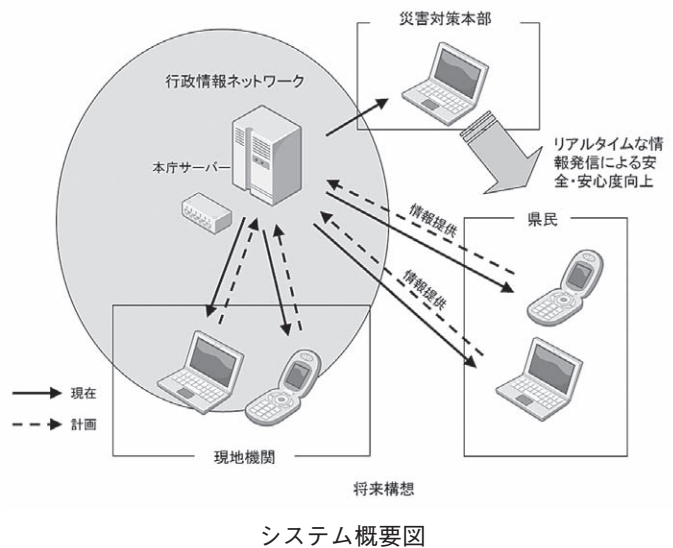 災害対策本部
行政情報ネットワーク
本庁サーバー
リアルタイムな情
報発信による安
全・安心度向上
県民
情報提供
情報提供
現在
計画
現地機関
将来構想
システム概要図